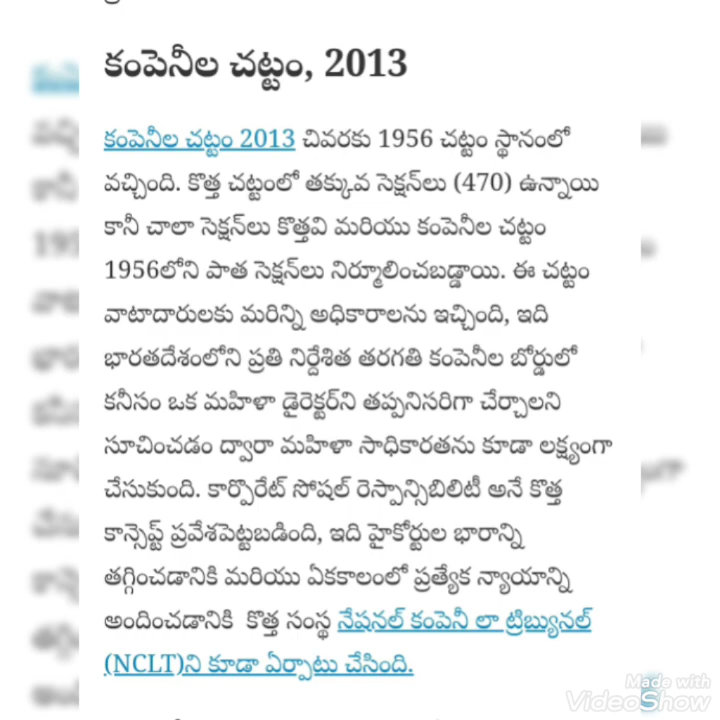 కంపెనీల చట్టం, 2013
కంపెనీల చట్టం 2013 చివరకు 1956 చట్టం స్థానంలో
వచ్చింది. కొత్త చట్టంలో తక్కువ సెక్షన్‌లు (470) ఉన్నాయి
కానీ చాలా సెక్షన్‌లు కొత్తవి మరియు కంపెనీల చట్టం
1956లోని పాత సెక్షన్‌లు నిర్మూలించబడ్డాయి. ఈ చట్టం
వాటాదారులకు మరిన్ని అధికారాలను ఇచ్చింది, ఇది
భారతదేశంలోని ప్రతి నిర్దేశిత తరగతి కంపెనీల బోర్డులో
కనీసం ఒక మహిళా డైరెక్టర్‌ని తప్పనిసరిగా చేర్చాలని
సూచించడం ద్వారా మహిళా సాధికారతను కూడా లక్ష్యంగా
చేసుకుంది. కార్పొరేట్ సోషల్ రెస్పాన్సిబిలిటీ అనే కొత్త
కాన్సెప్ట్ ప్రవేశపెట్టబడింది, ఇది హైకోర్టుల భారాన్ని
తగ్గించడానికి మరియు ఏకకాలంలో ప్రత్యేక న్యాయాన్ని
అందించడానికి కొత్త సంస్థ నేషనల్ కంపెనీ లా ట్రిబ్యునల్
(NCLT)ని కూడా ఏర్పాటు చేసింది.
Made with
VideoShow